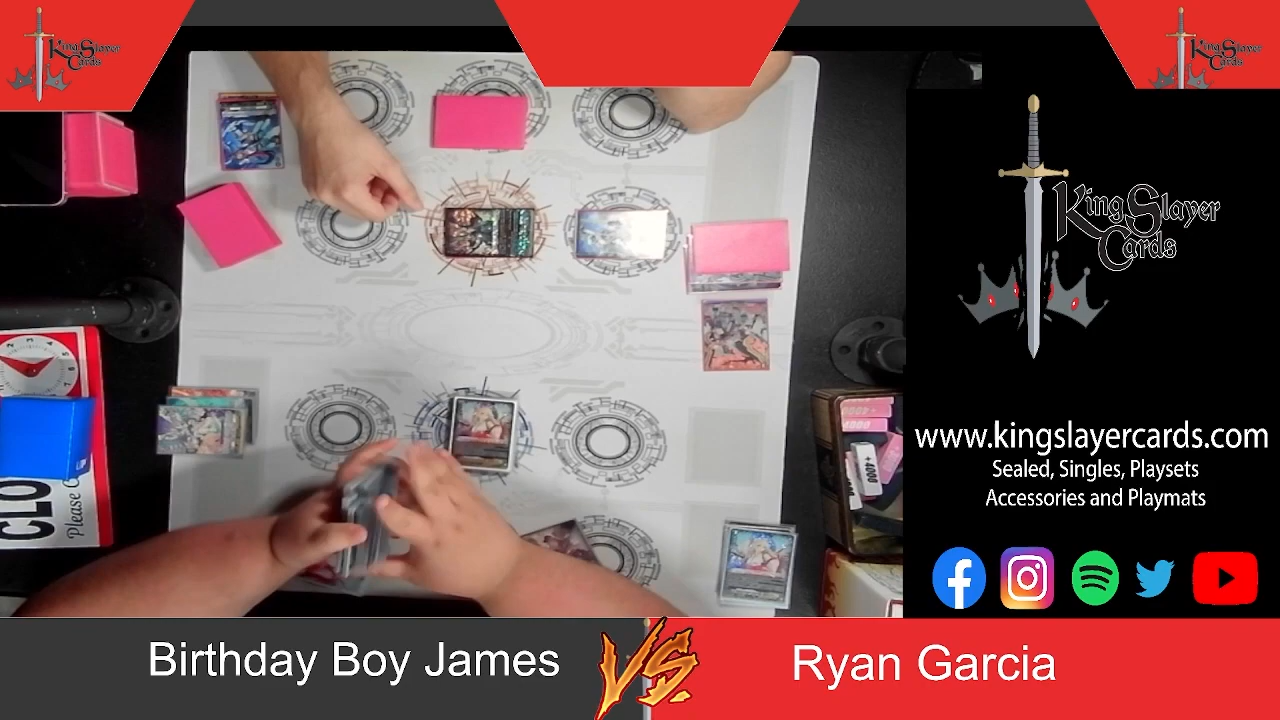 KingSlayer
Cards
KingSlayer
Cards
KingSlayer
Cards
www.kingslayercards.com
Sealed, Singles, Playsets
Accessories and Playmats
+4000
CLO
Please
Birthday Boy James
VS
Ryan Garcia